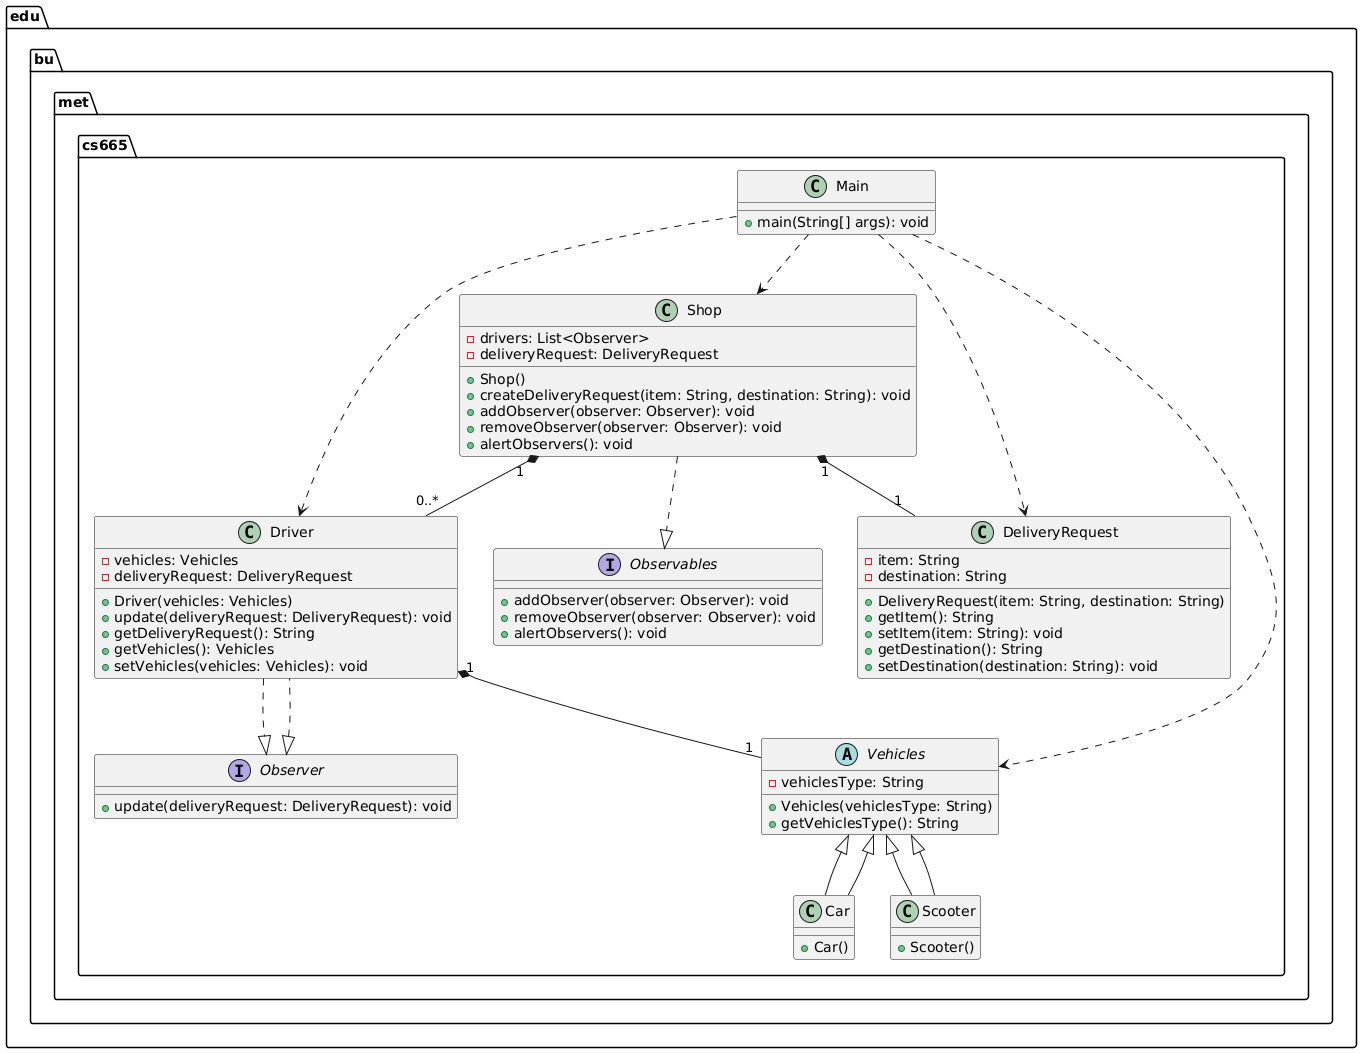 edu
bu
met
cs665
C Main
main(String[] args): void
C Shop
drivers: List<Observer>
deliveryRequest: DeliveryRequest
Shop()
createDeliveryRequest(item: String, destination: String): void
addObserver(observer: Observer): void
removeObserver(observer: Observer): void
alertObservers(): void
1
1
0..*
1
C Driver
vehicles: Vehicles
deliveryRequest: DeliveryRequest
Driver(vehicles: Vehicles)
update(deliveryRequest: DeliveryRequest): void
getDeliveryRequest(): String
getVehicles(): Vehicles
setVehicles(vehicles: Vehicles): void
I Observables
addObserver(observer: Observer): void
removeObserver(observer: Observer): void
alertObservers(): void
C DeliveryRequest
item: String
destination: String
DeliveryRequest(item: String, destination: String)
getItem(): String
setItem(item: String): void
getDestination(): String
setDestination(destination: String): void
1
1
I Observer
update(deliveryRequest: DeliveryRequest): void
A Vehicles
vehiclesType: String
Vehicles(vehiclesType: String)
getVehiclesType(): String
C Car
Car()
C Scooter
Scooter()